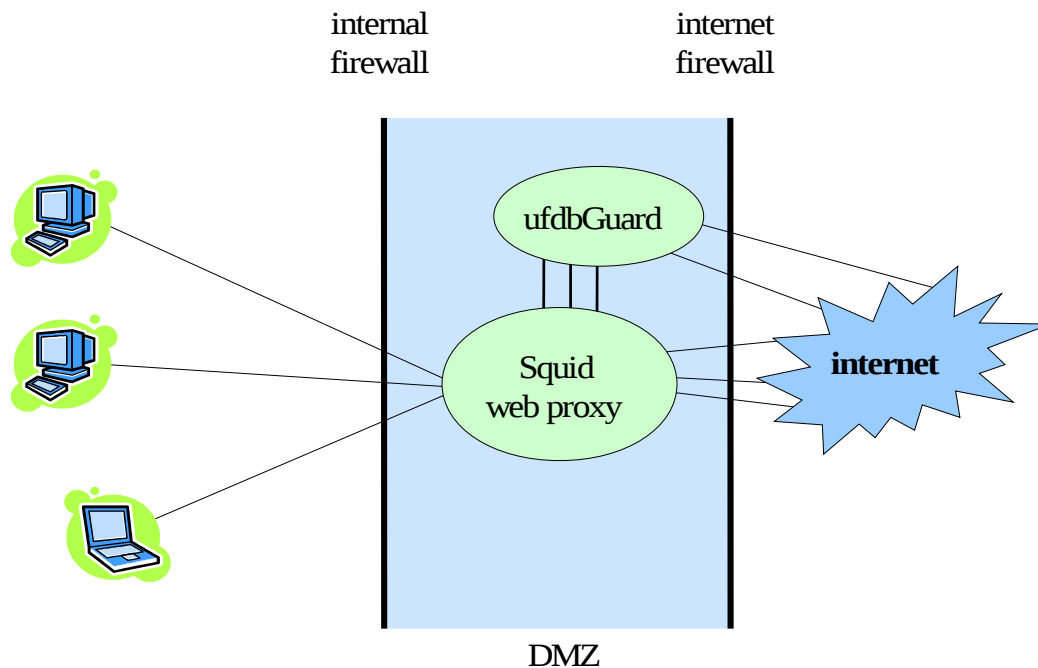 internal
firewall
internet
firewall
ufdbGuard
Squid
web proxy
internet
DMZ